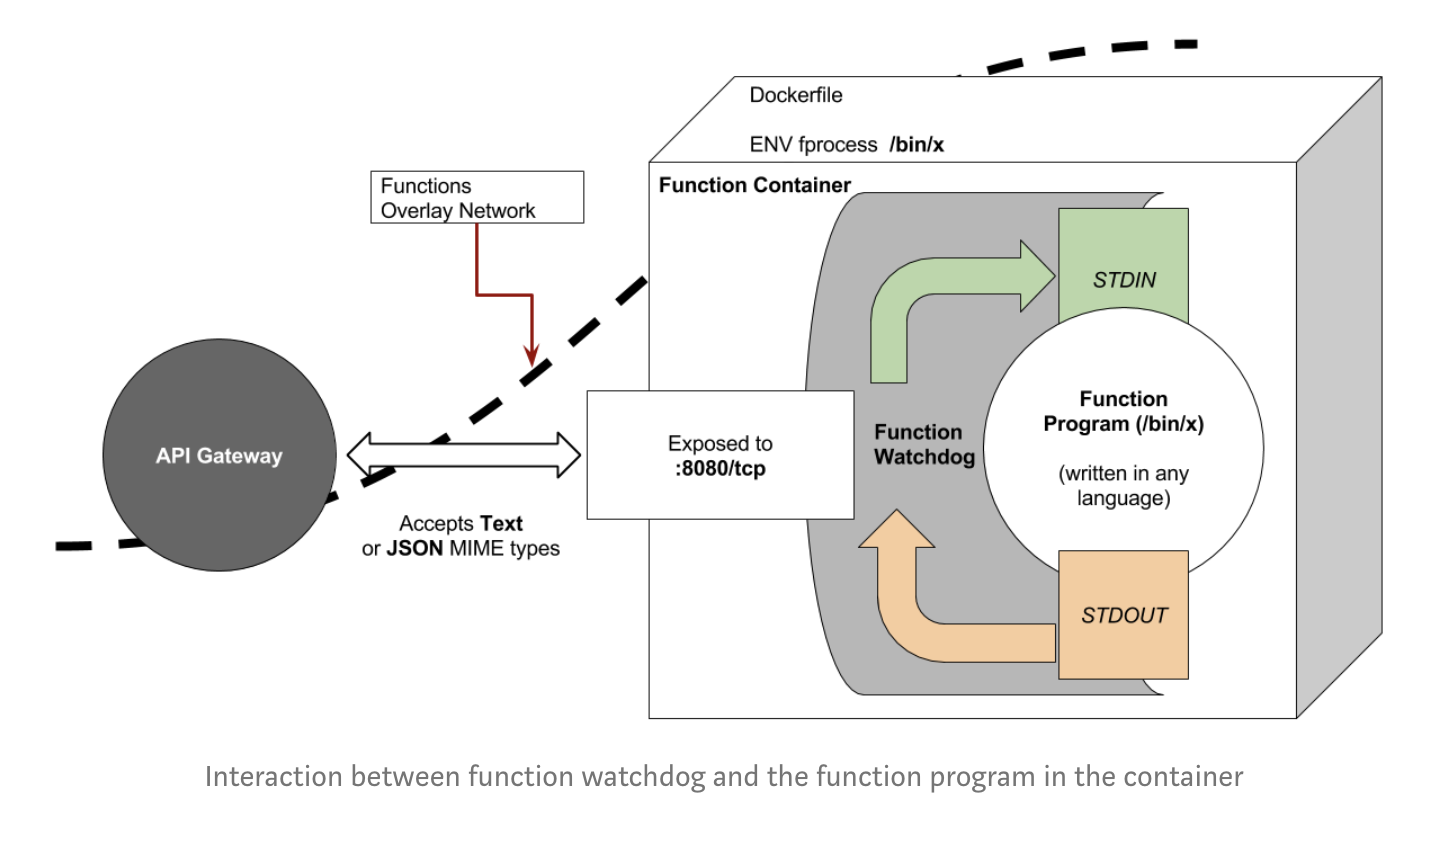 Dockerfile
ENV fprocess /bin/x
Functions
Overlay Network
Function Container
STDIN
API Gateway
Exposed to
:8080/tcp
Function
Watchdog
Function
Program (/bin/x)
(written in any
language)
Accepts Text
or JSON MIME types
STDOUT
Interaction between function watchdog and the function program in the container